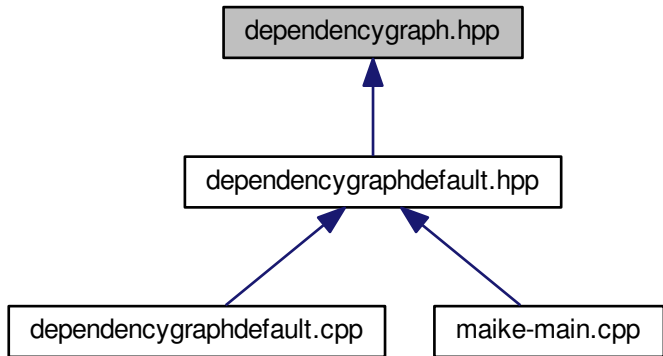 dependencygraph.hpp
dependencygraphdefault.hpp
dependencygraphdefault.cpp
maike-main.cpp